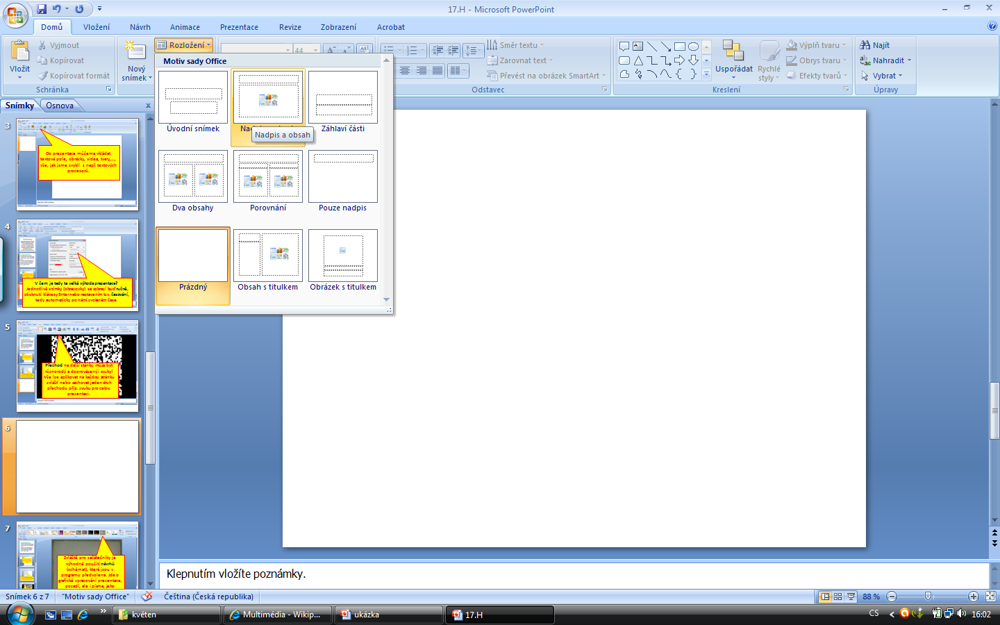 17.H - Microsoft PowerPoint
Domů
Vložení
Návrh
Animace
Prezentace
Revize
Zobrazení
Acrobat
Vložit
Vyjmout
Kopírovat
Kopírovat formát
Schránka
Nový
snímek
Rozložení
44
Směr textu
Zarovnat text
Převést na obrázek SmartArt
Odstavec
Uspořádat
Rychlé
styly
Výplň tvaru
Obrys tvaru
Efekty tvarů
Kreslení
Najít
Nahradit
Vybrat
Úpravy
Motiv sady Office
Úvodní snímek
Nadpis a obsah
Záhlaví části
Dva obsahy
Porovnání
Pouze nadpis
Prázdný
Obsah s titulkem
Obrázek s titulkem
Snímky
Osnova
3
Do prezentace můžeme vkládat
textová pole, obrázky, videa, tvary,...,
vše, jak jsme zvyklí z např. textových
procesorů.
4
V čem je tedy ta velká výhoda prezentace?
Jednotlivé snímky (obrazovky) se zobrazí buď ručně,
stisknutí klávesy Enter nebo nastavením tzv. časování,
tedy automaticky po námi zvoleném čase.
5
Přechod na další stánku může být
různorodý a doprovázený i zvuky!
Vše lze aplikovat na každou stránku
zvlášť nebo zachovat jeden druh
přechodu příp. zvuku pro celou
prezentaci.
6
7
Zvláště pro začátečníky je
výhodné použití návrhů
(schémat), která jsou v
programu předvolena. Jde o
grafická zpracování prezentace,
pozadí, ale i písma, jeho
Klepnutím vložíte poznámky.
Snímek 6 z 7
"Motiv sady Office"
Čeština (Česká republika)
88 %
květen
Multimédia - Wikip...
ukázka
17.H
CS
16:02